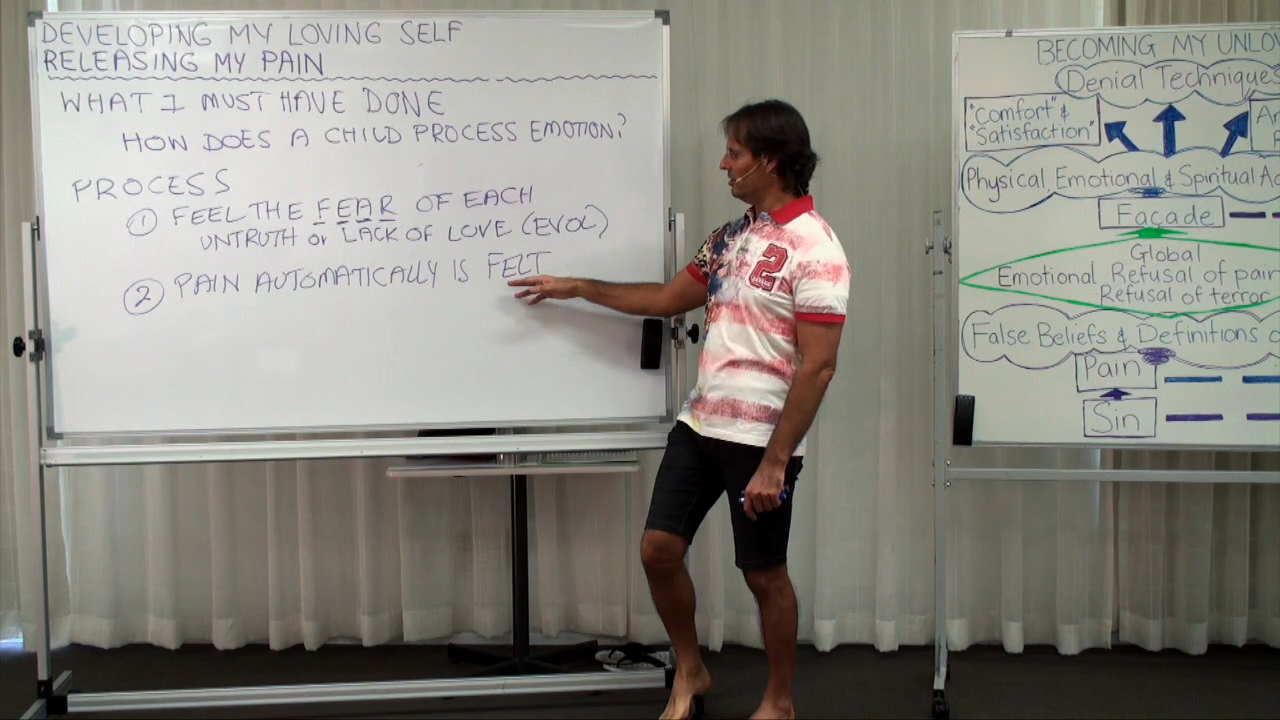 DEVELOPING MY LOVING SELF
RELEASING MY PAIN
WHAT I MUST HAVE DONE
HOW DOES A CHILD PROCESS EMOTION?
PROCESS
① FEEL THE FEAR OF EACH
UNTRUTH or LACK OF LOVE (EVOL)
② PAIN AUTOMATICALLY IS FELT
2
BECOMING MY UNLOV
Denial Techniques
"Comfort" &
"Satisfaction"
Physical, Emotional & Spiritual Ad
Façade
Global
Emotional Refusal of pain
Refusal of terror
False Beliefs & Definitions o
Pain
Sin